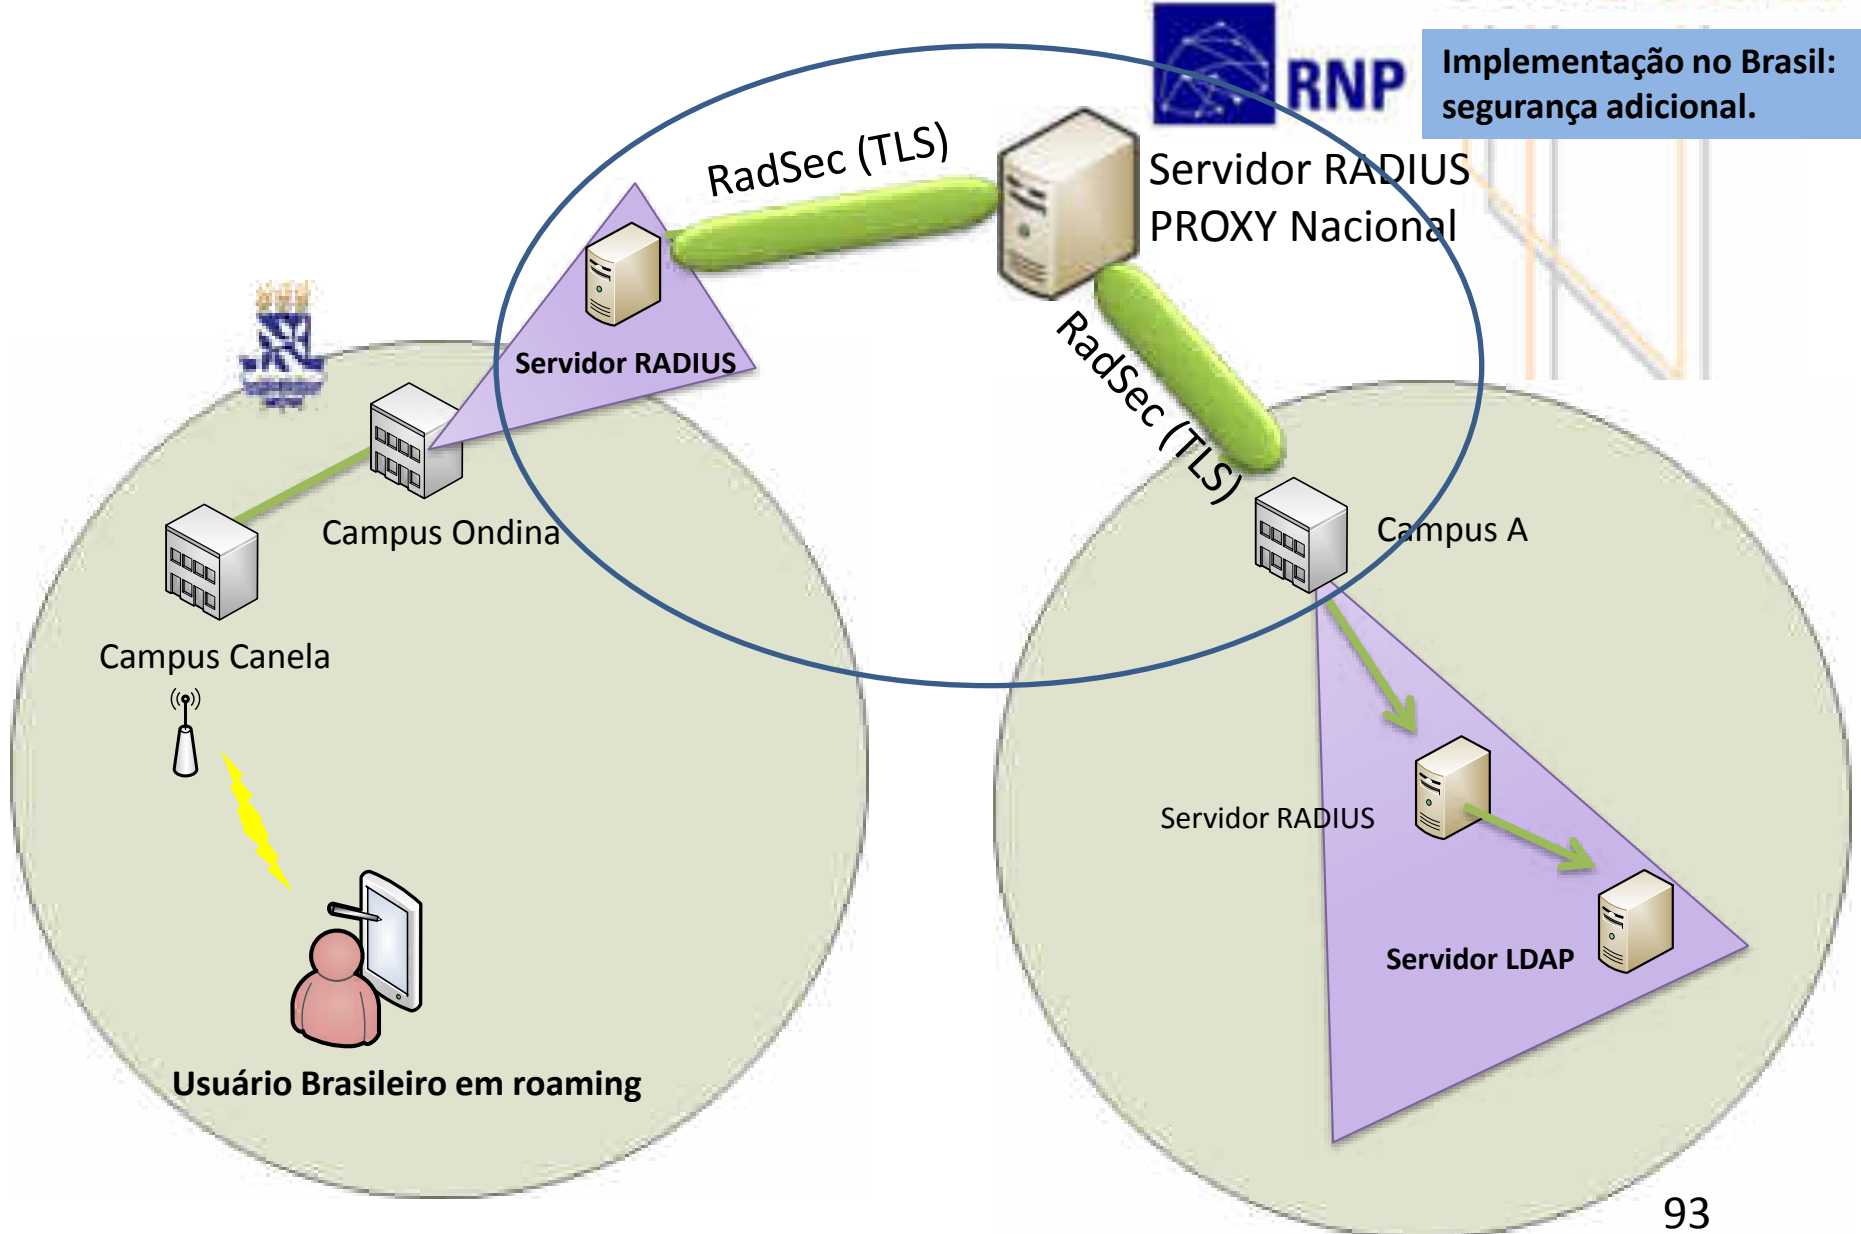 RNP
Implementação no Brasil:
segurança adicional.
RadSec (TLS)
Servidor RADIUS
PROXY Nacional
Servidor RADIUS
RadSec (TLS)
Campus Ondina
Campus A
Campus Canela
Servidor RADIUS
Servidor LDAP
Usuário Brasileiro em roaming
93